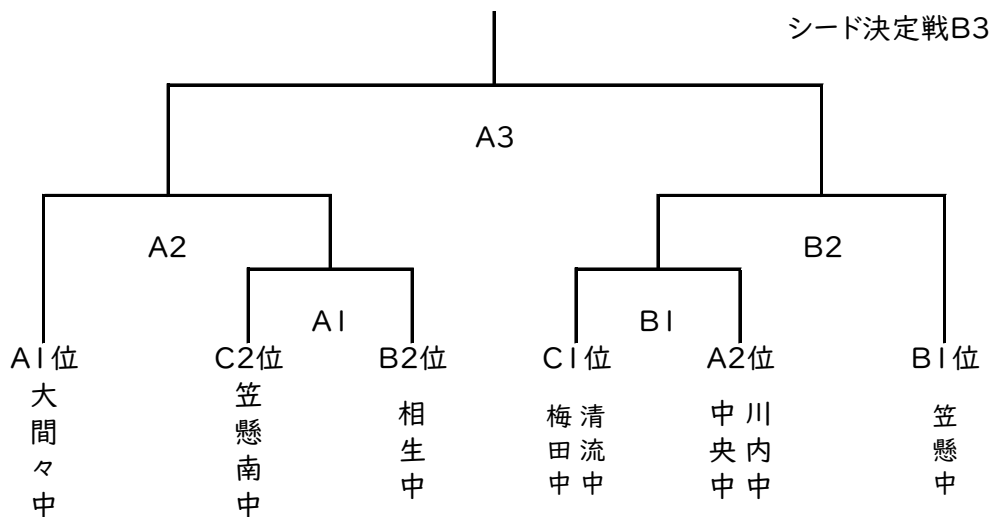 シード決定戦B3
A3
A2
B2
A1
B1
A1位
C2位
B2位
C1位
A2位
B1位
大間々中
笠懸南中
相生中
清流中
梅田中
川内中
中央中
笠懸中